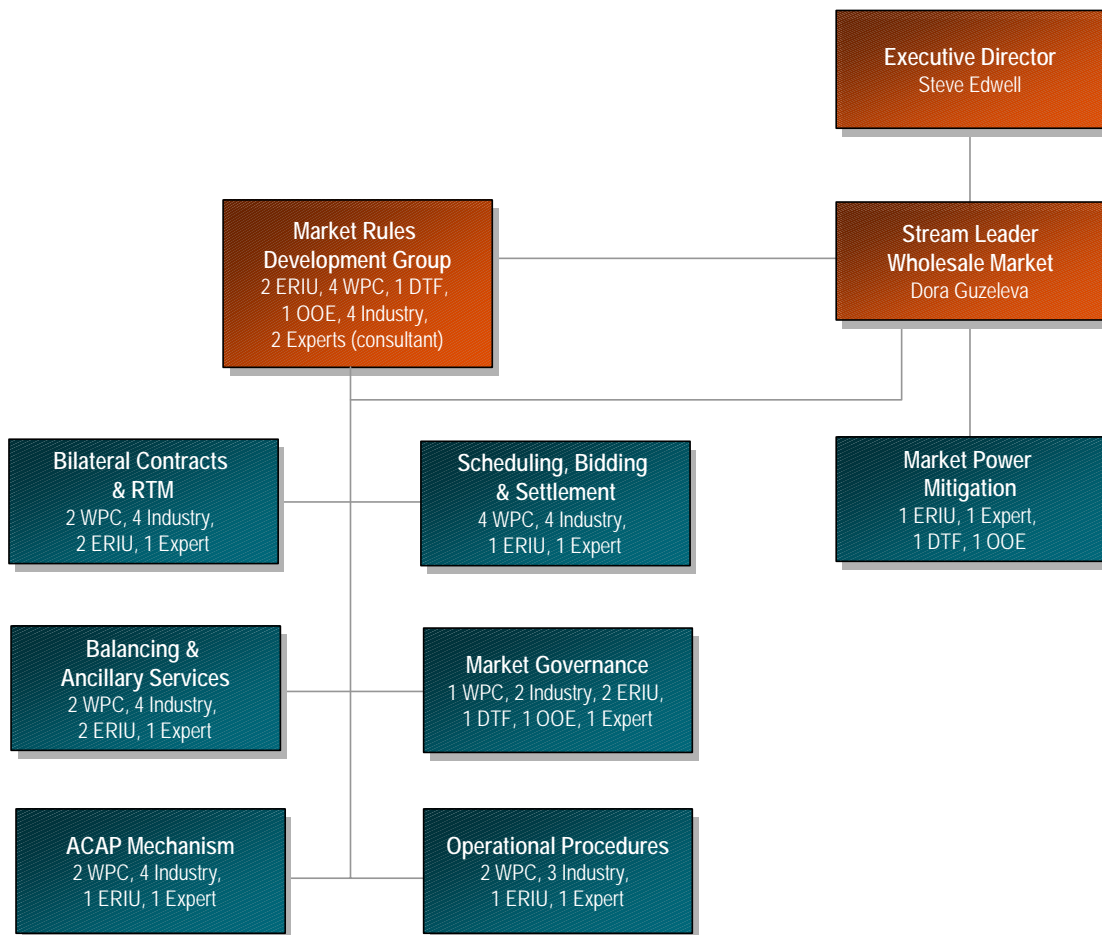 Executive Director
Steve Edwell
Market Rules
Development Group
2 ERIU, 4 WPC, 1 DTF,
1 OOE, 4 Industry,
2 Experts (consultant)
Stream Leader
Wholesale Market
Dora Guzeleva
Bilateral Contracts
& RTM
2 WPC, 4 Industry,
2 ERIU, 1 Expert
Scheduling, Bidding
& Settlement
4 WPC, 4 Industry,
1 ERIU, 1 Expert
Market Power
Mitigation
1 ERIU, 1 Expert,
1 DTF, 1 OOE
Balancing &
Ancillary Services
2 WPC, 4 Industry,
2 ERIU, 1 Expert
Market Governance
1 WPC, 2 Industry, 2 ERIU,
1 DTF, 1 OOE, 1 Expert
ACAP Mechanism
2 WPC, 4 Industry,
1 ERIU, 1 Expert
Operational Procedures
2 WPC, 3 Industry,
1 ERIU, 1 Expert